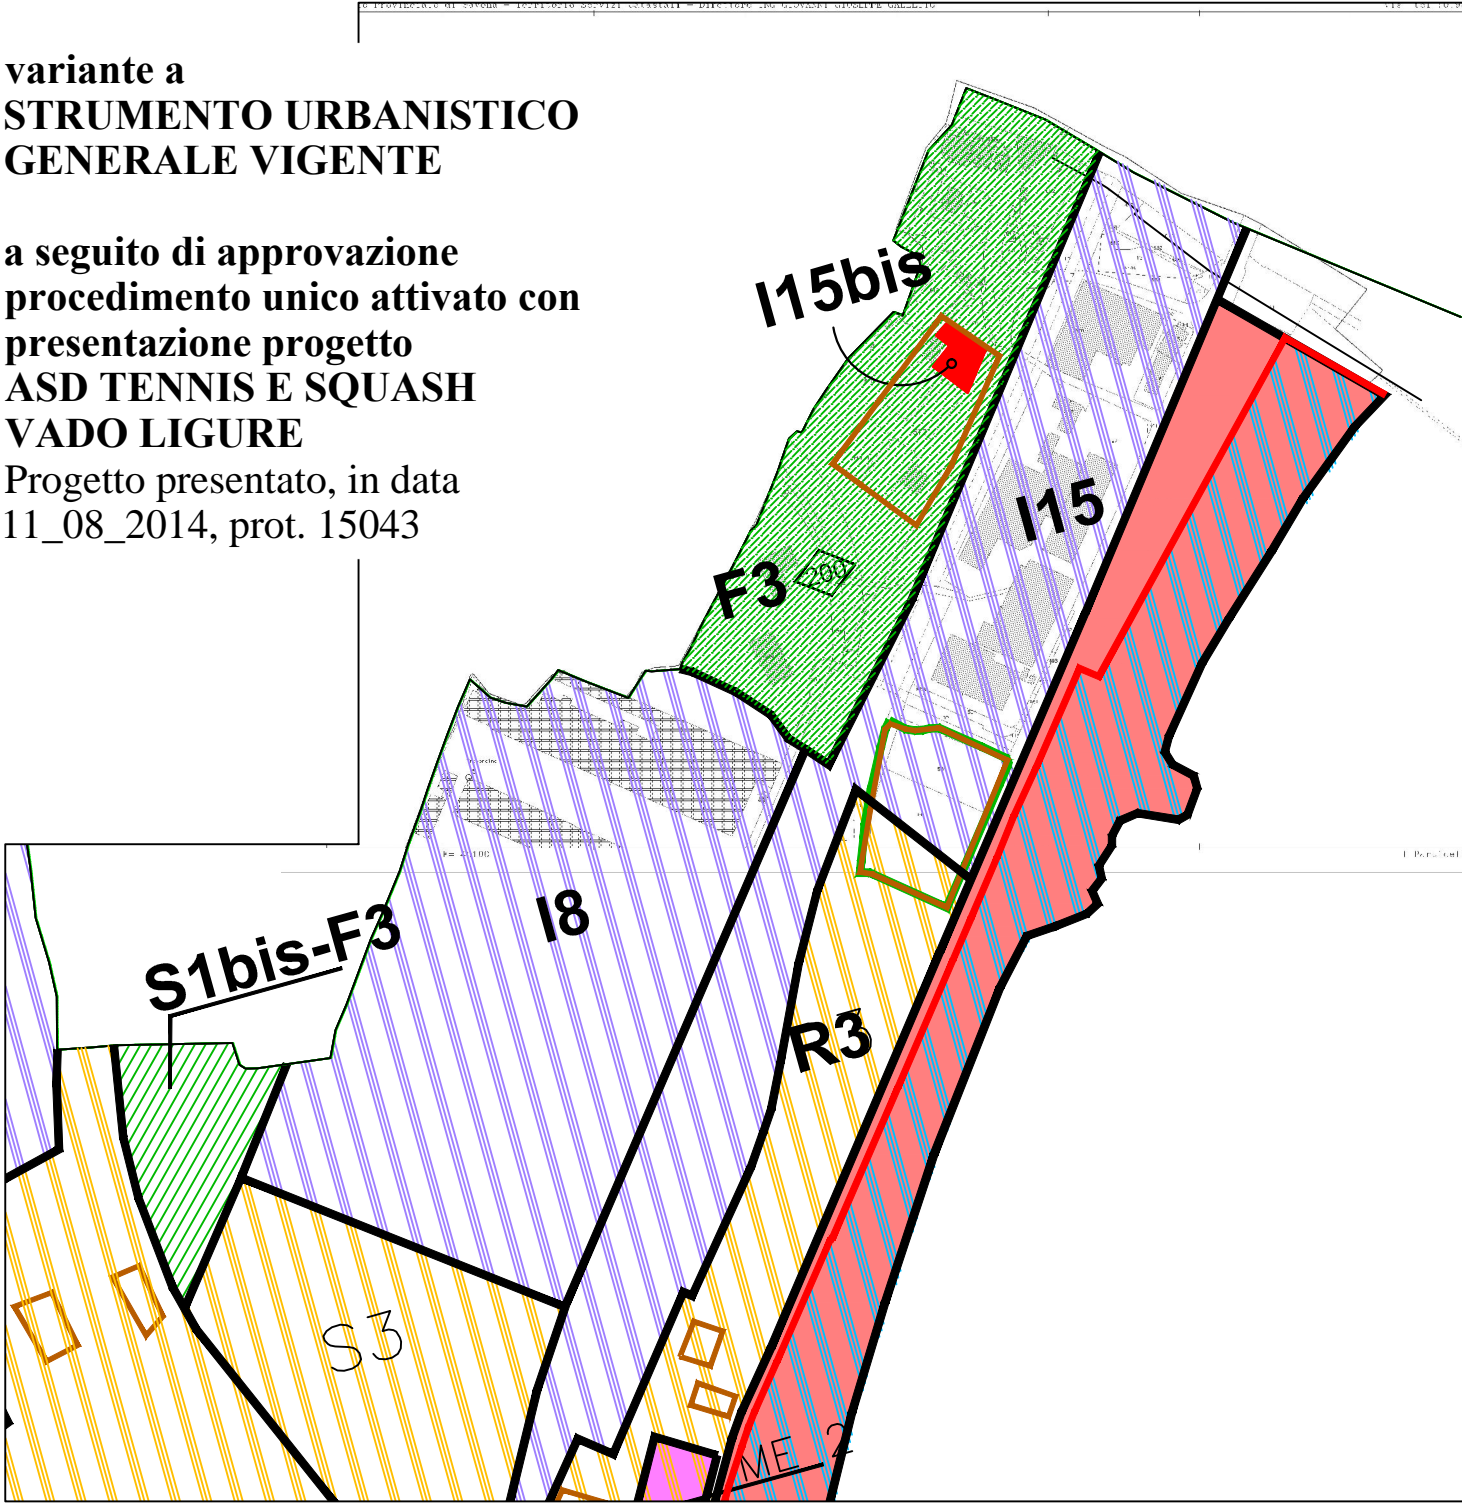 variante a
STRUMENTO URBANISTICO
GENERALE VIGENTE
a seguito di approvazione
procedimento unico attivato con
presentazione progetto
ASD TENNIS E SQUASH
VADO LIGURE
Progetto presentato, in data
11_08_2014, prot. 15043
I15bis
I15
F3
200
I8
S1bis-F3
R3
S3
ME 2